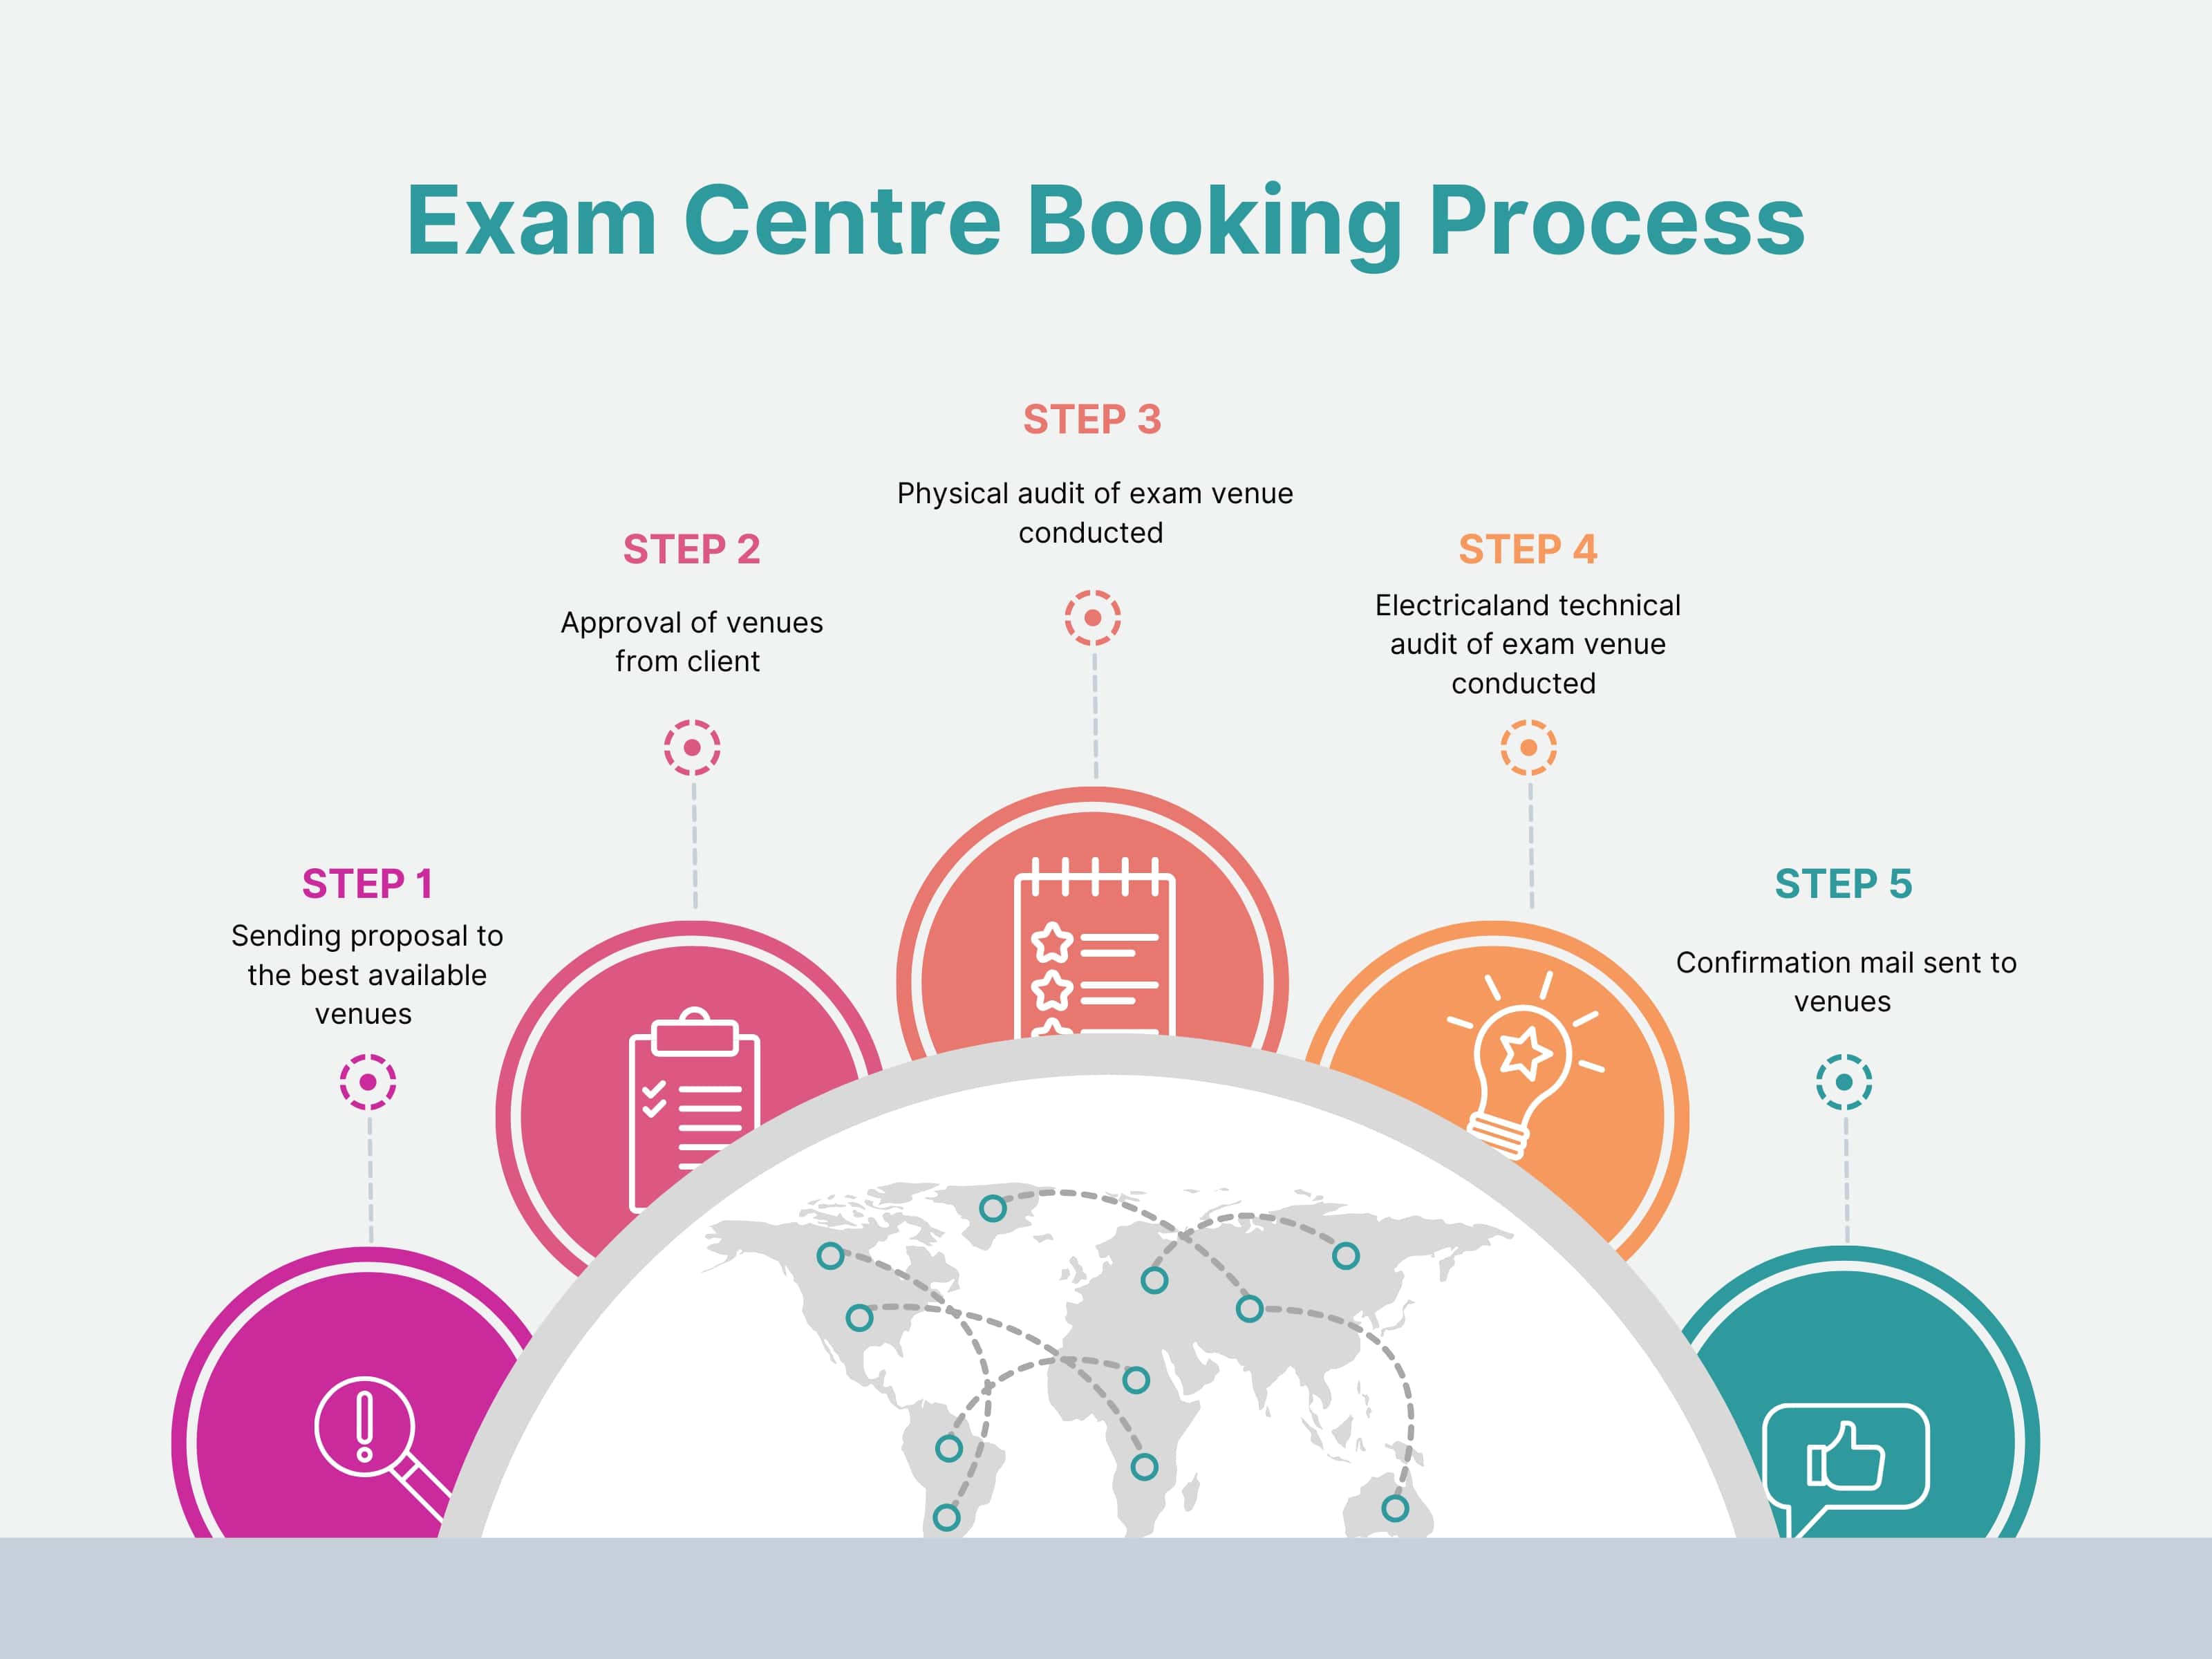 Exam Centre Booking Process
STEP 1
Sending proposal to
the best available
venues
STEP 2
Approval of venues
from client
STEP 3
Physical audit of exam venue
conducted
STEP 4
Electricaland technical
audit of exam venue
conducted
STEP 5
Confirmation mail sent to
venues